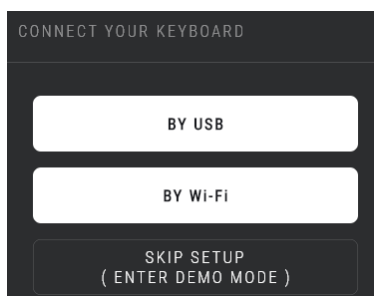 CONNECT YOUR KEYBOARD
BY USB
BY Wi-Fi
SKIP SETUP
( ENTER DEMO MODE )